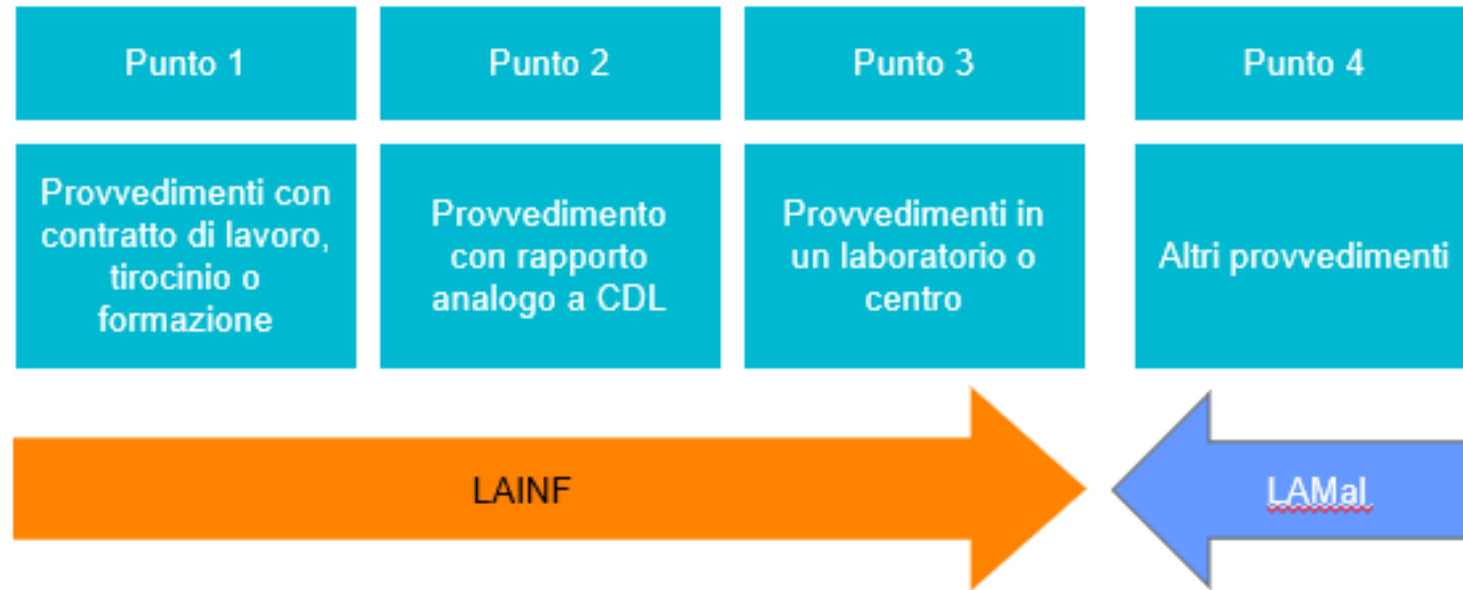 Punto 1
Punto 2
Punto 3
Punto 4
Provvedimenti con
contratto di lavoro,
tirocinio o
formazione
Provvedimento
con rapporto
analogo a CDL
Provvedimenti in
un laboratorio o
centro
Altri provvedimenti
LAINF
LAMal